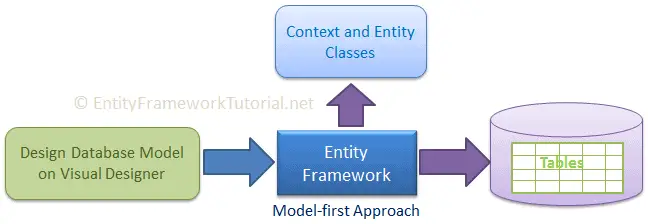 Context and Entity
Classes
© EntityFrameworkTutorial.net
Design Database Model
on Visual Designer
Entity
Framework
Tables
Model-first Approach